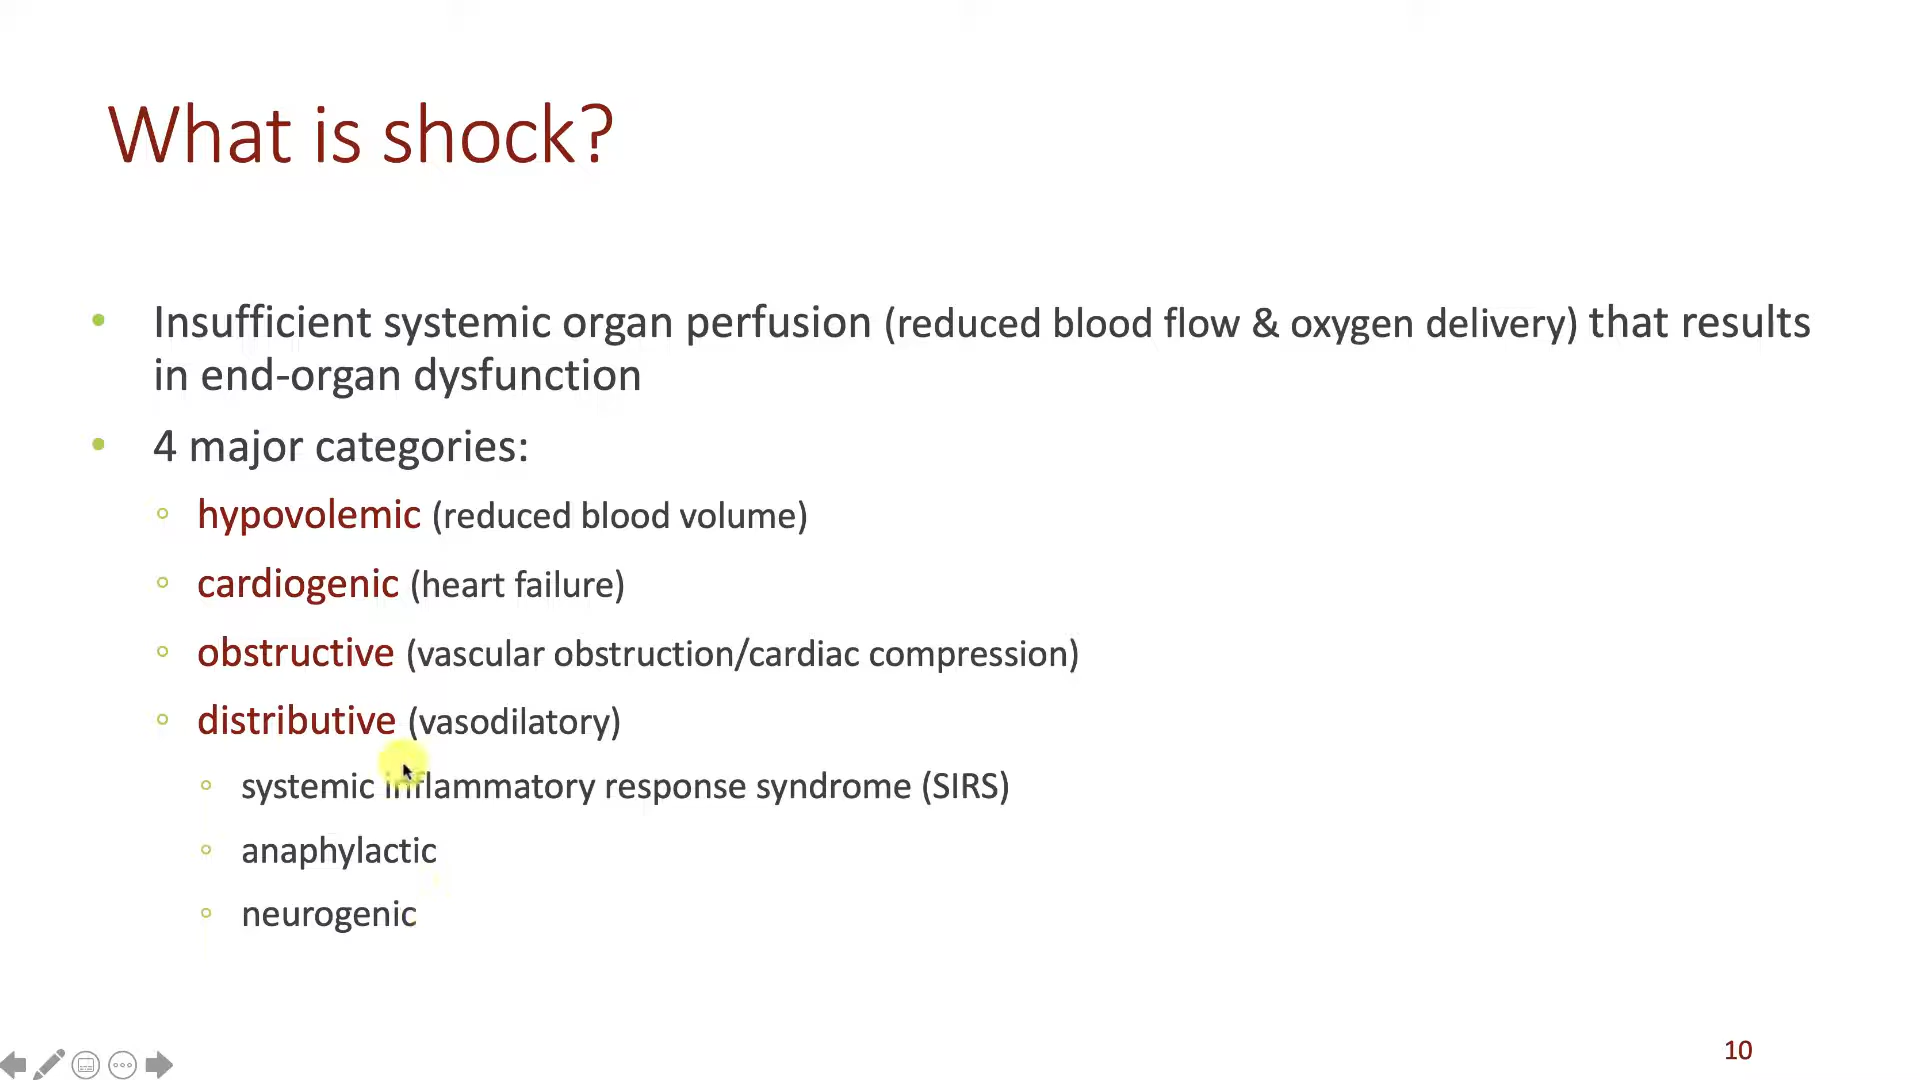 What is shock?
Insufficient systemic organ perfusion (reduced blood flow & oxygen delivery) that results
in end-organ dysfunction
4 major categories:
hypovolemic (reduced blood volume)
cardiogenic (heart failure)
obstructive (vascular obstruction/cardiac compression)
distributive (vasodilatory)
systemic inflammatory response syndrome (SIRS)
anaphylactic
neurogenic
10